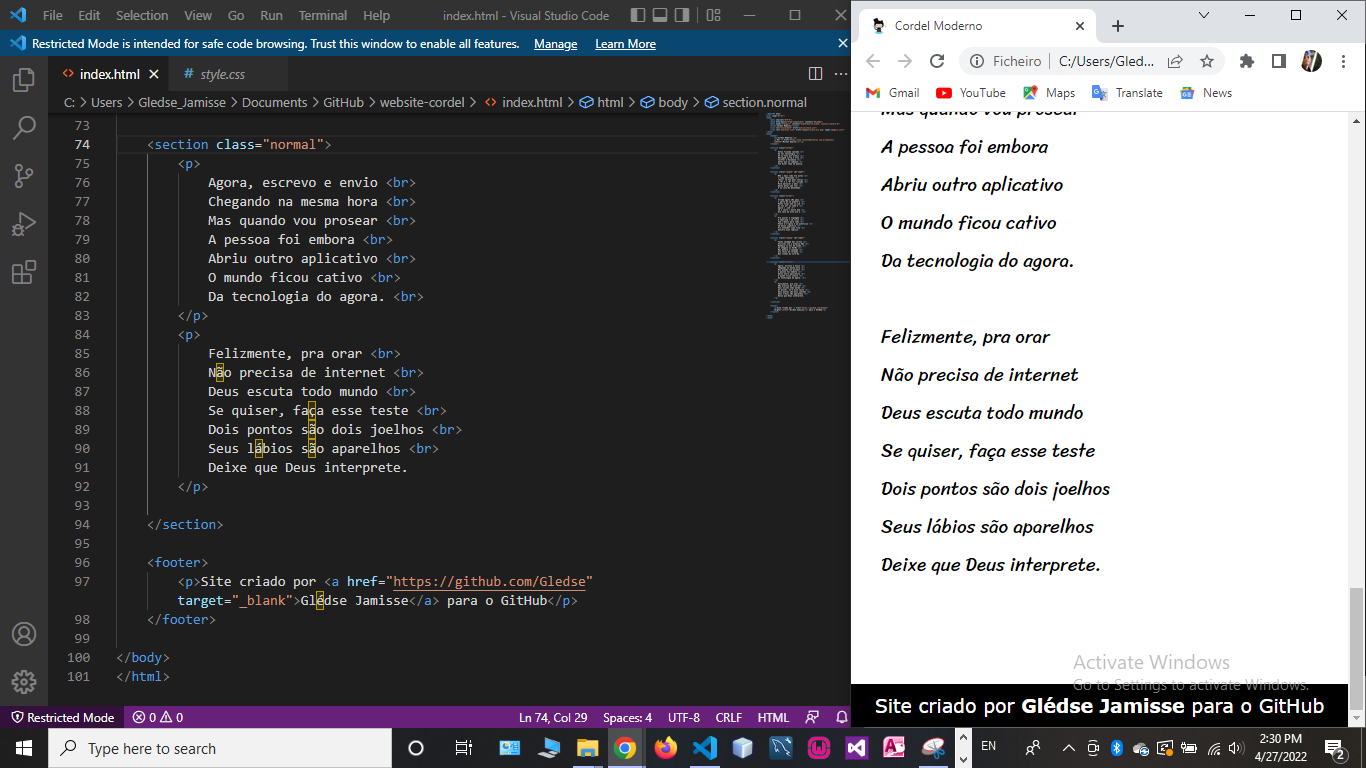 File Edit Selection View Go Run Terminal Help index.html - Visual Studio Code
Restricted Mode is intended for safe code browsing. Trust this window to enable all features. Manage Learn More
index.html
# style.css
C: > Users > Gledse_Jamisse > Documents > GitHub > website-cordel > index.html > html > body > section.normal
73
74 <section class="normal">
75 <p>
76 Agora, escrevo e envio <br>
77 Chegando na mesma hora <br>
78 Mas quando vou prosear <br>
79 A pessoa foi embora <br>
80 Abriu outro aplicativo <br>
81 O mundo ficou cativo <br>
82 Da tecnologia do agora. <br>
83 </p>
84 <p>
85 Felizmente, pra orar <br>
86 Não precisa de internet <br>
87 Deus escuta todo mundo <br>
88 Se quiser, faça esse teste <br>
89 Dois pontos são dois joelhos <br>
90 Seus lábios são aparelhos <br>
91 Deixe que Deus interprete.
92 </p>
93
94 </section>
95
96 <footer>
97 <p>Site criado por <a href="https://github.com/Gledse"
target="_blank">Glédse Jamisse</a> para o GitHub</p>
98 </footer>
99
100 </body>
101 </html>
Restricted Mode 0 0 Ln 74, Col 29 Spaces: 4 UTF-8 CRLF HTML
Cordel Moderno
Ficheiro C:/Users/Gled...
Gmail YouTube Maps Translate News
Mas quando vou prosear
A pessoa foi embora
Abriu outro aplicativo
O mundo ficou cativo
Da tecnologia do agora.
Felizmente, pra orar
Não precisa de internet
Deus escuta todo mundo
Se quiser, faça esse teste
Dois pontos são dois joelhos
Seus lábios são aparelhos
Deixe que Deus interprete.
Activate Windows
Go to Settings to activate Windows.
Site criado por Glédse Jamisse para o GitHub
Type here to search
EN
2:30 PM
4/27/2022
2